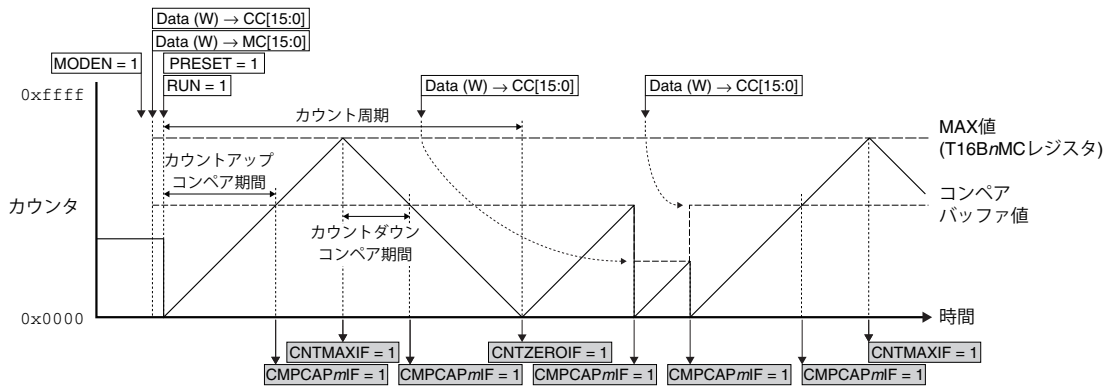 Data (W) → CC[15:0]
Data (W) → MC[15:0]
MODEN = 1
PRESET = 1
RUN = 1
Data (W) → CC[15:0]
Data (W) → CC[15:0]
0xffff
カウント周期
MAX値
(T16BnMCレジスタ)
カウントアップ
コンペア期間
カウンタ
コンペア
バッファ値
カウントダウン
コンペア期間
0x0000
時間
CNTMAXIF = 1
CNTZEROIF = 1
CNTMAXIF = 1
CMPCAPmIF = 1
CMPCAPmIF = 1
CMPCAPmIF = 1
CMPCAPmIF = 1
CMPCAPmIF = 1